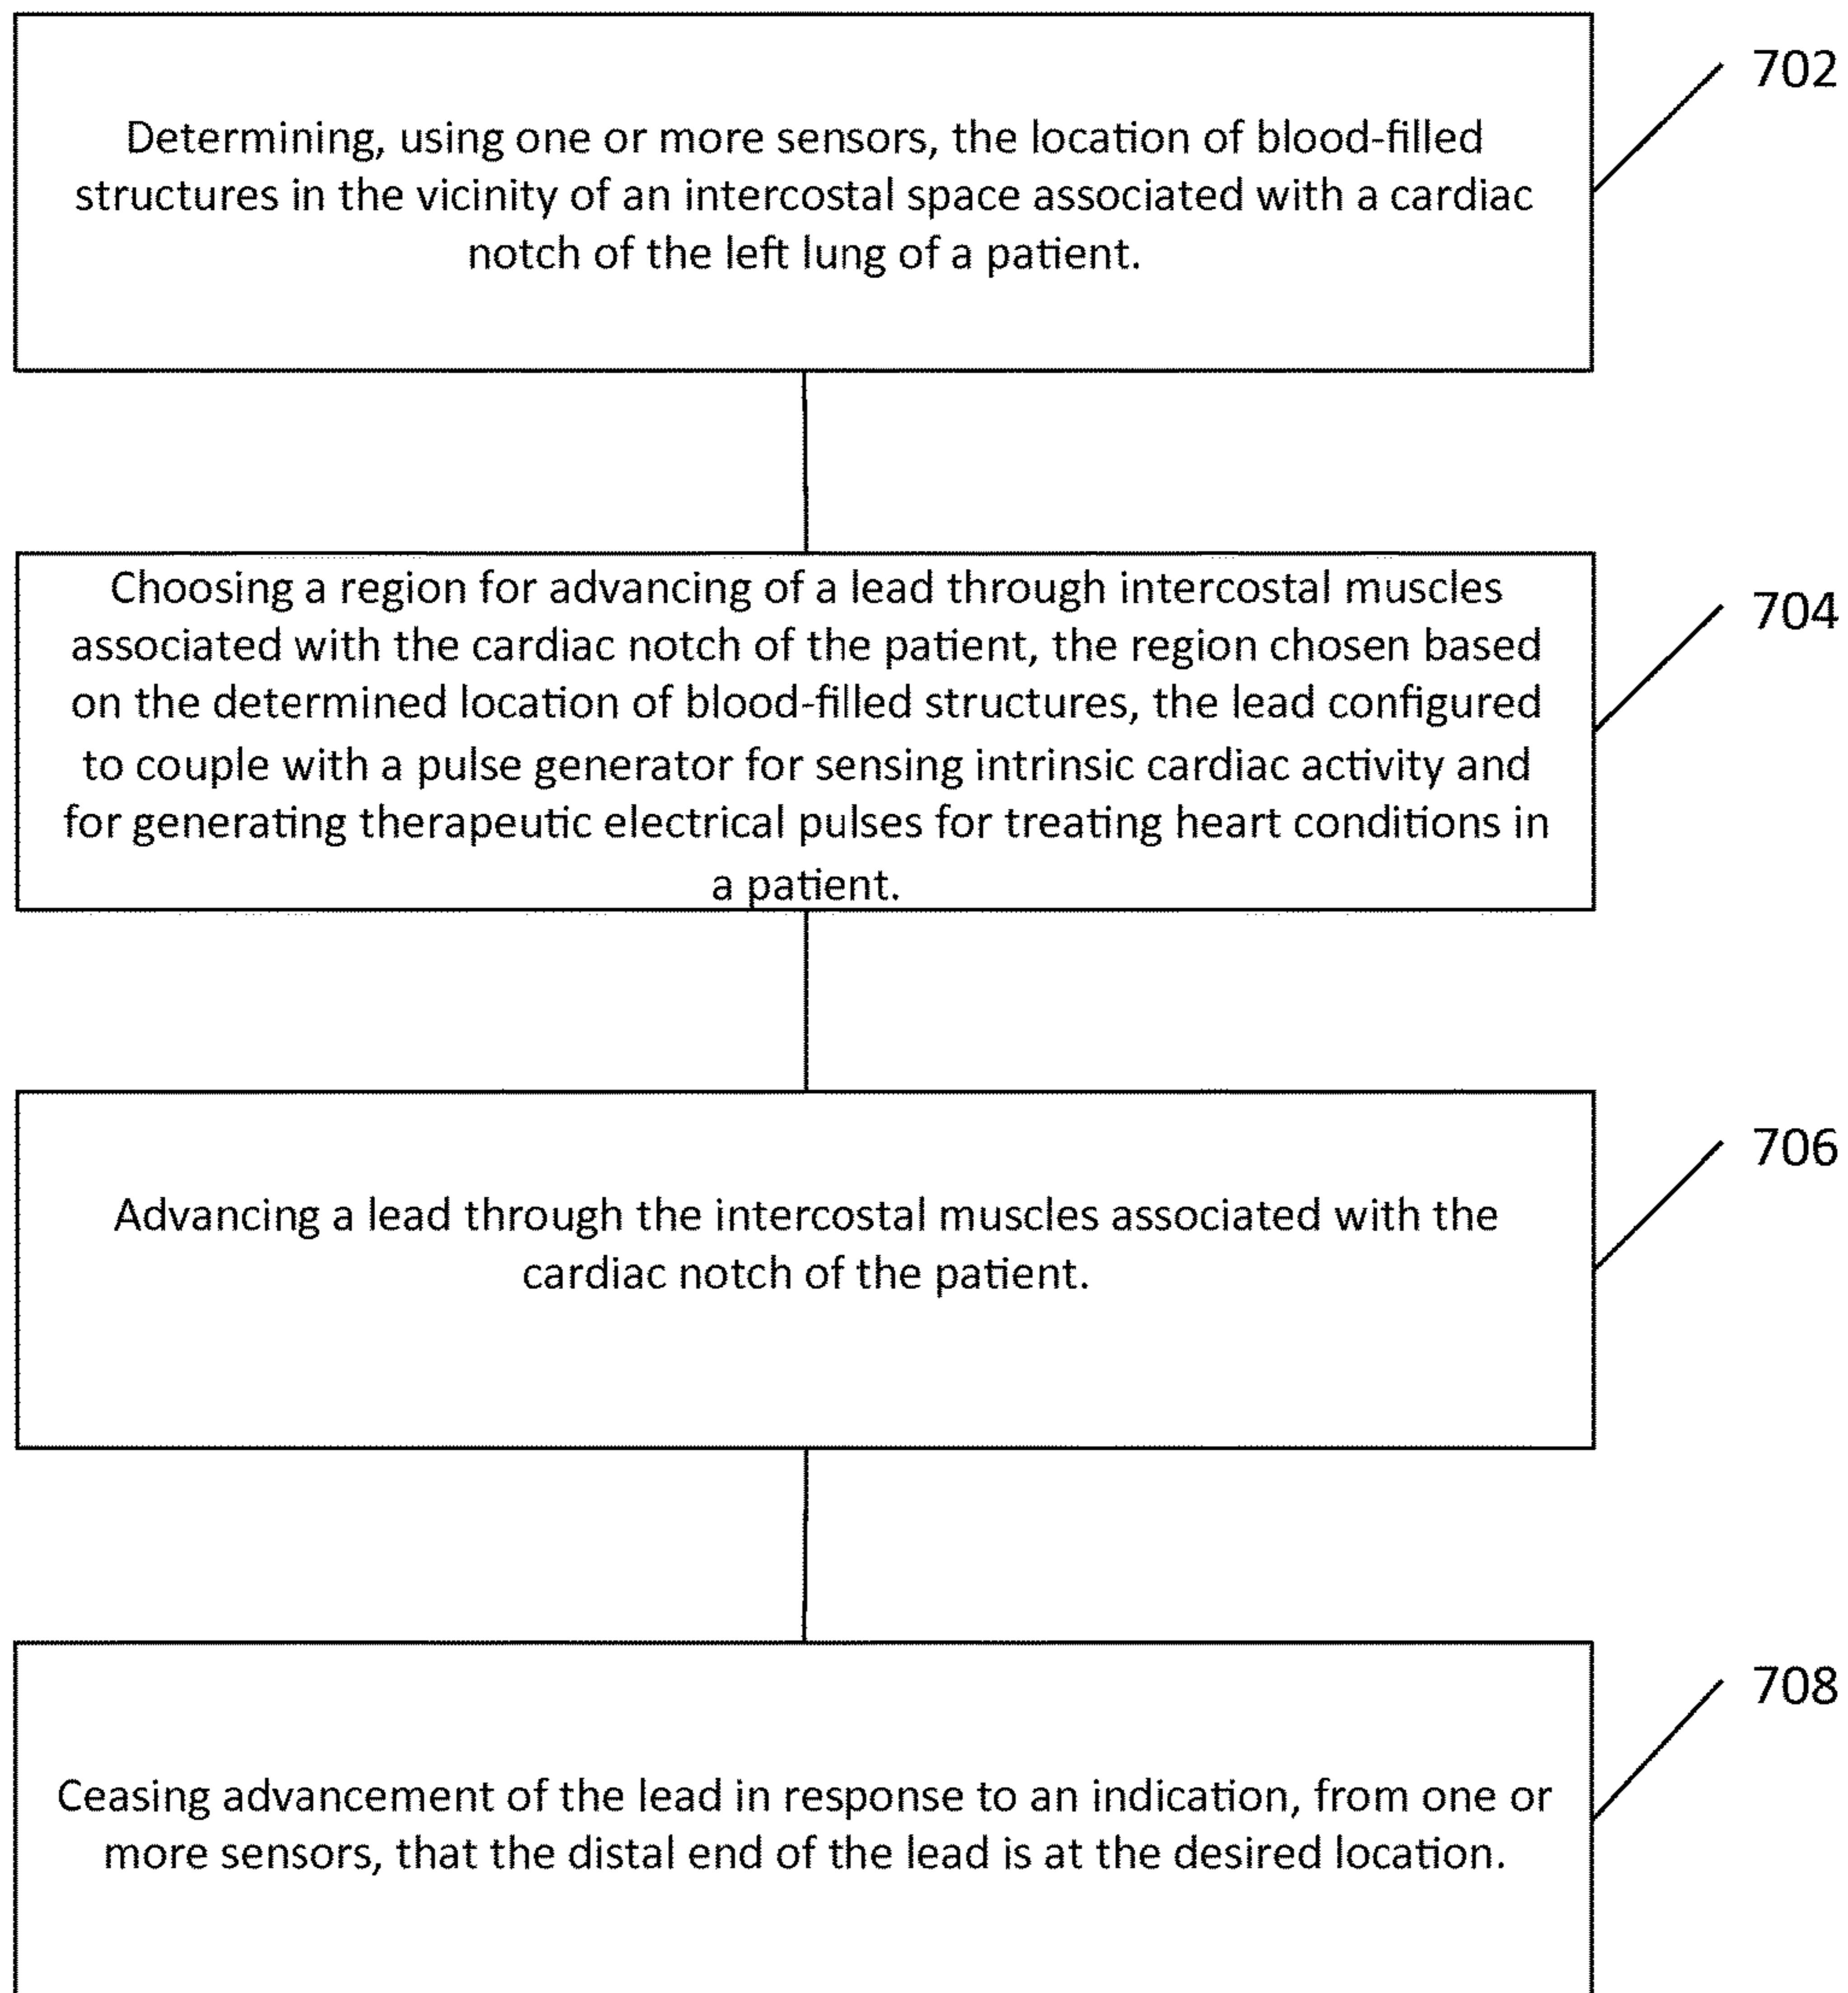 702
Determining, using one or more sensors, the location of blood-filled
structures in the vicinity of an intercostal space associated with a cardiac
notch of the left lung of a patient.
704
Choosing a region for advancing of a lead through intercostal muscles
associated with the cardiac notch of the patient, the region chosen based
on the determined location of blood-filled structures, the lead configured
to couple with a pulse generator for sensing intrinsic cardiac activity and
for generating therapeutic electrical pulses for treating heart conditions in
a patient.
706
Advancing a lead through the intercostal muscles associated with the
cardiac notch of the patient.
708
Ceasing advancement of the lead in response to an indication, from one or
more sensors, that the distal end of the lead is at the desired location.